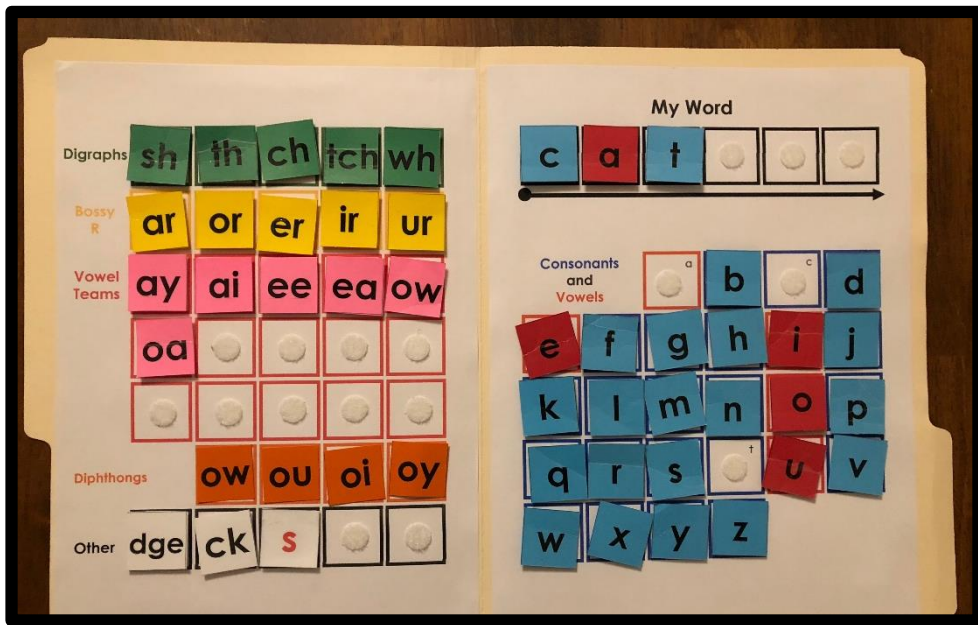 Digraphs sh th ch tch wh
Bossy R ar or er ir ur
Vowel Teams ay ai ee ea ow
oa
Diphthongs ow ou oi oy
Other dge ck s
My Word
c a t
Consonants and Vowels a b c d
e f g h i j
k l m n o p
q r s t u v
w x y z